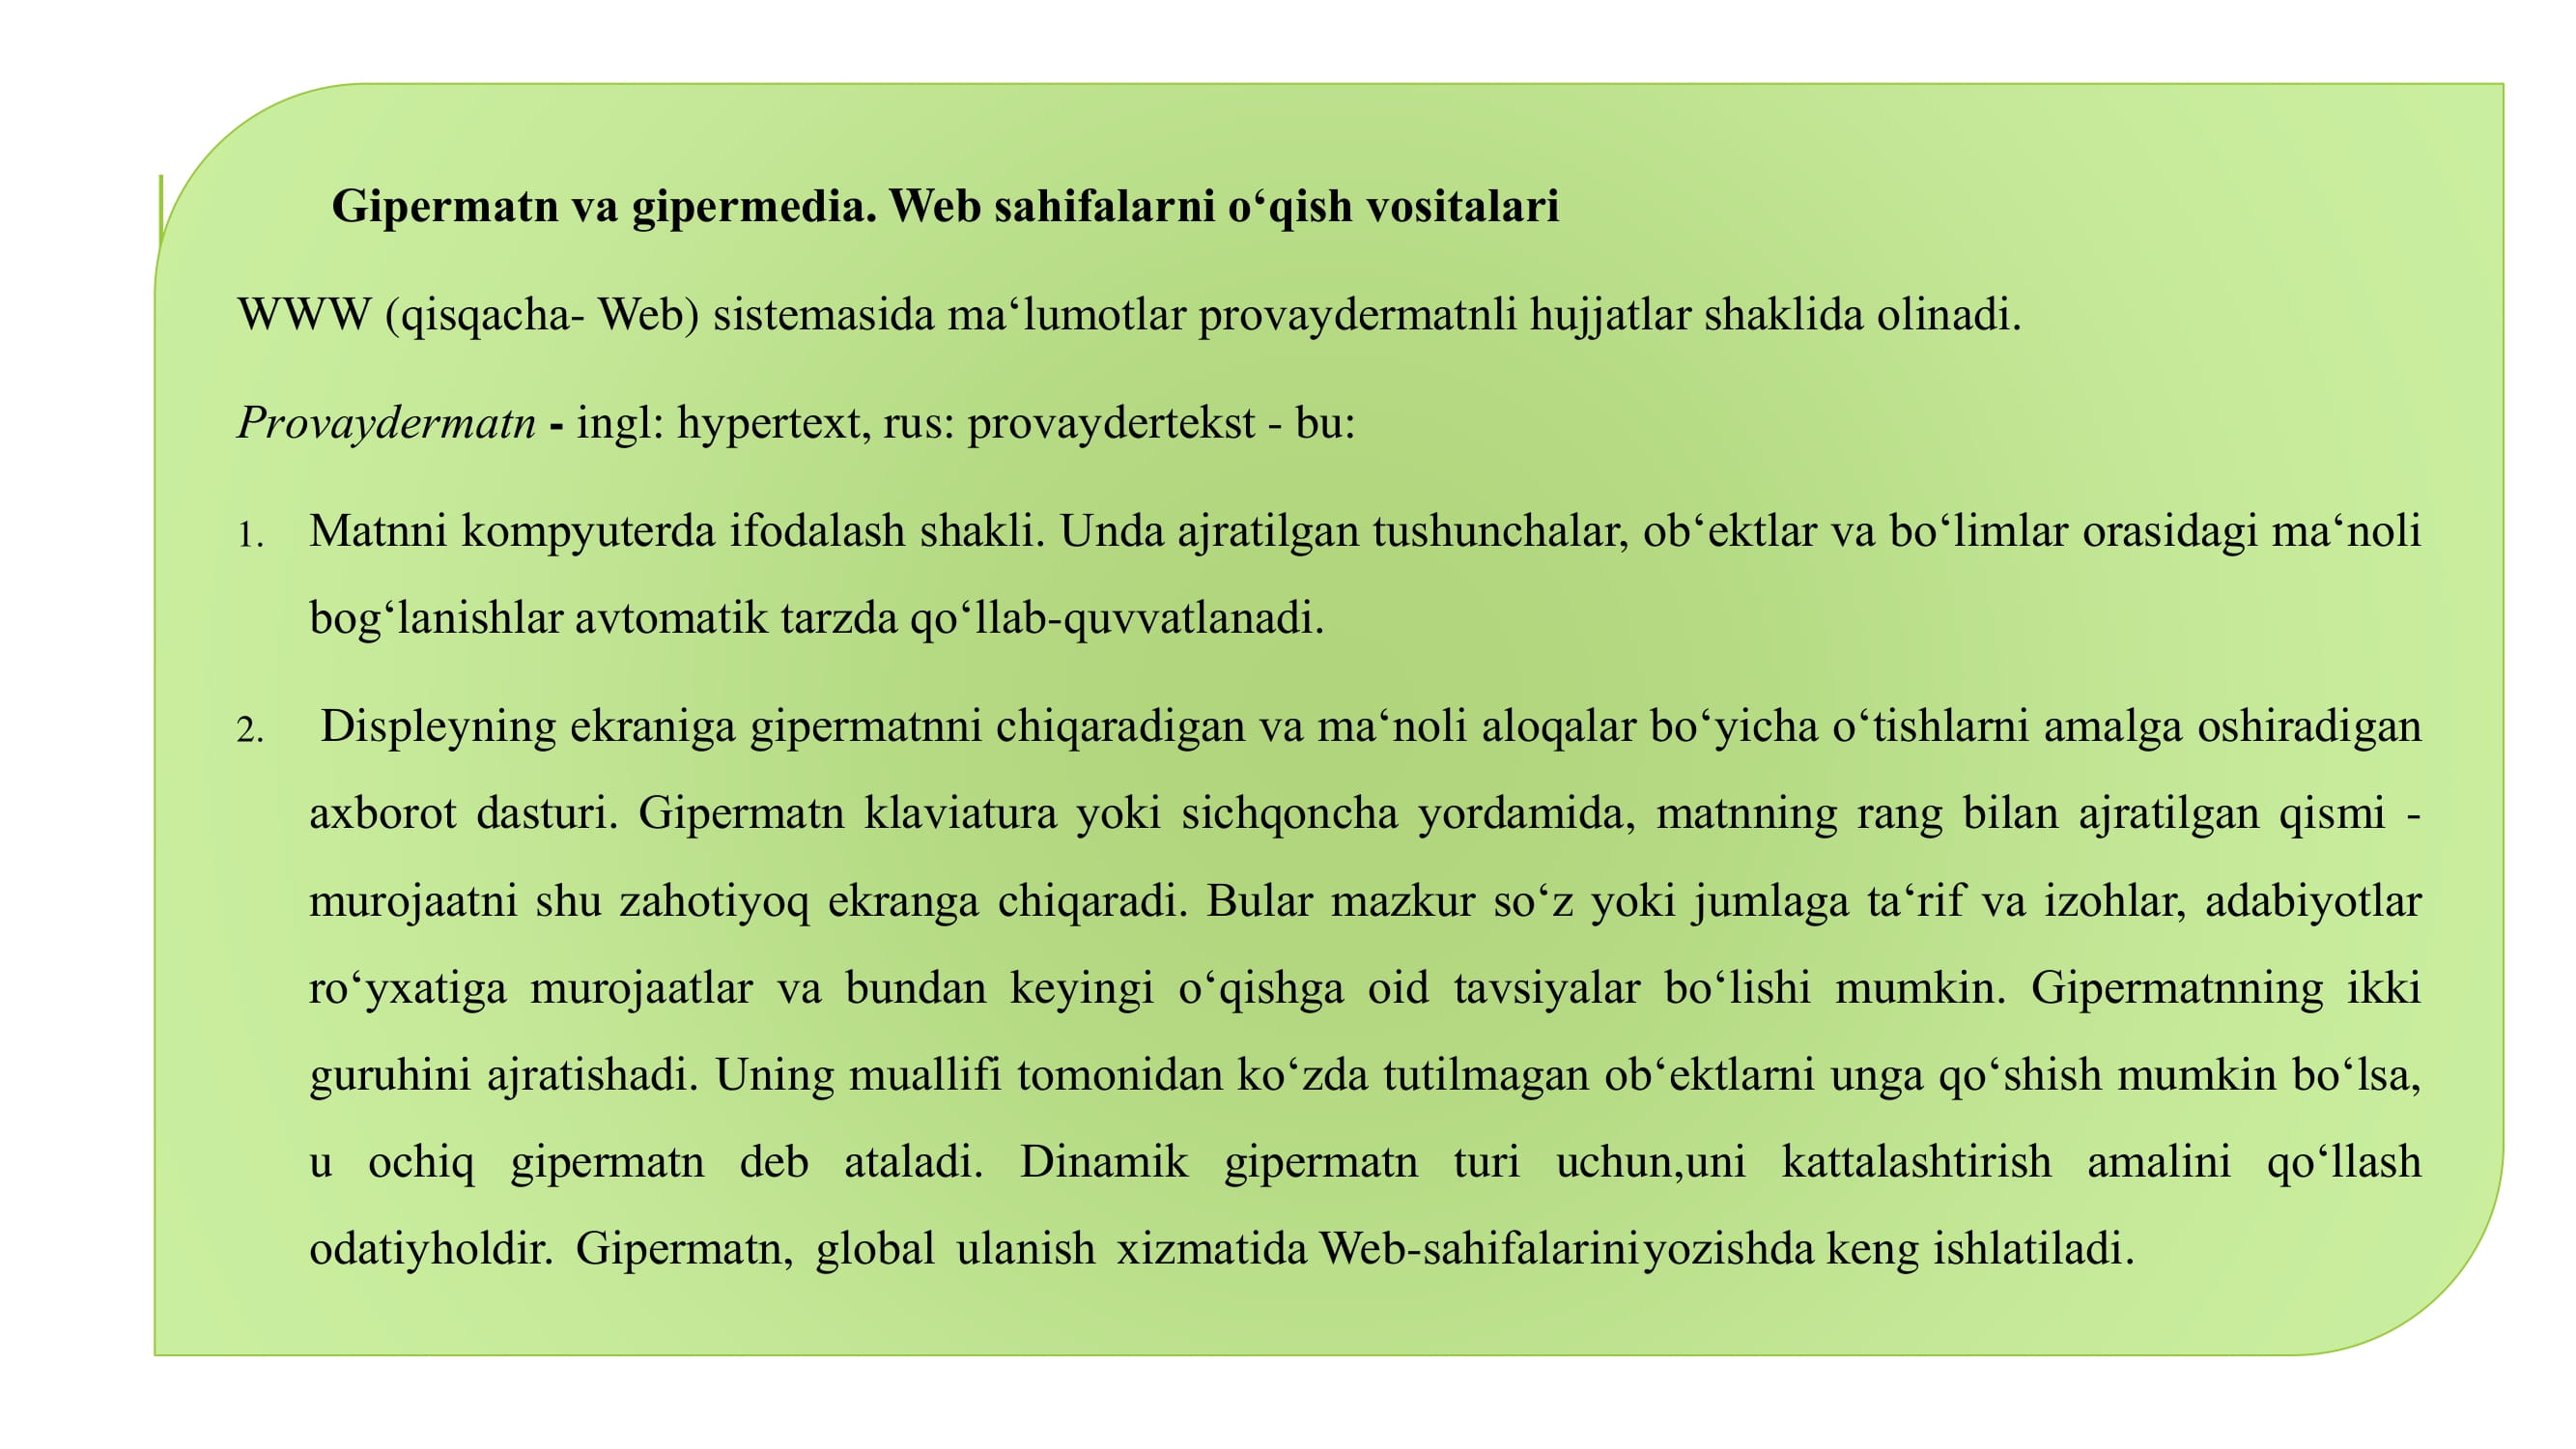 Gipermatn va gipermedia. Web sahifalarni o‘qish vositalari
WWW (qisqacha- Web) sistemasida ma‘lumotlar provaydermatnli hujjatlar shaklida olinadi.
Provaydermatn - ingl: hypertext, rus: provaydertekst - bu:
1. Matnni kompyuterda ifodalash shakli. Unda ajratilgan tushunchalar, ob‘ektlar va bo‘limlar orasidagi ma‘noli
bog‘lanishlar avtomatik tarzda qo‘llab-quvvatlanadi.
2. Displeyning ekraniga gipermatnni chiqaradigan va ma‘noli aloqalar bo‘yicha o‘tishlarni amalga oshiradigan
axborot dasturi. Gipermatn klaviatura yoki sichqoncha yordamida, matnning rang bilan ajratilgan qismi -
murojaatni shu zahotiyoq ekranga chiqaradi. Bular mazkur so‘z yoki jumlaga ta‘rif va izohlar, adabiyotlar
ro‘yxatiga murojaatlar va bundan keyingi o‘qishga oid tavsiyalar bo‘lishi mumkin. Gipermatnning ikki
guruhini ajratishadi. Uning muallifi tomonidan ko‘zda tutilmagan ob‘ektlarni unga qo‘shish mumkin bo‘lsa,
u ochiq gipermatn deb ataladi. Dinamik gipermatn turi uchun,uni kattalashtirish amalini qo‘llash
odatiyholdir. Gipermatn, global ulanish xizmatida Web-sahifalariniyozishda keng ishlatiladi.